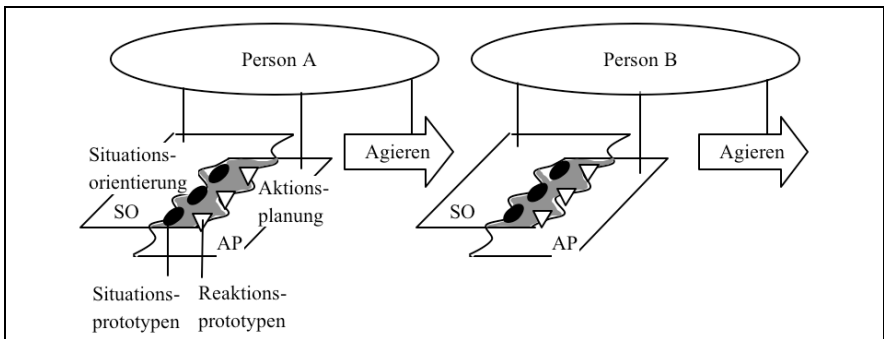 Person A
Person B
Situations-
orientierung
Agieren
Agieren
Aktions-
planung
SO
AP
SO
AP
Situations-
prototypen
Reaktions-
prototypen